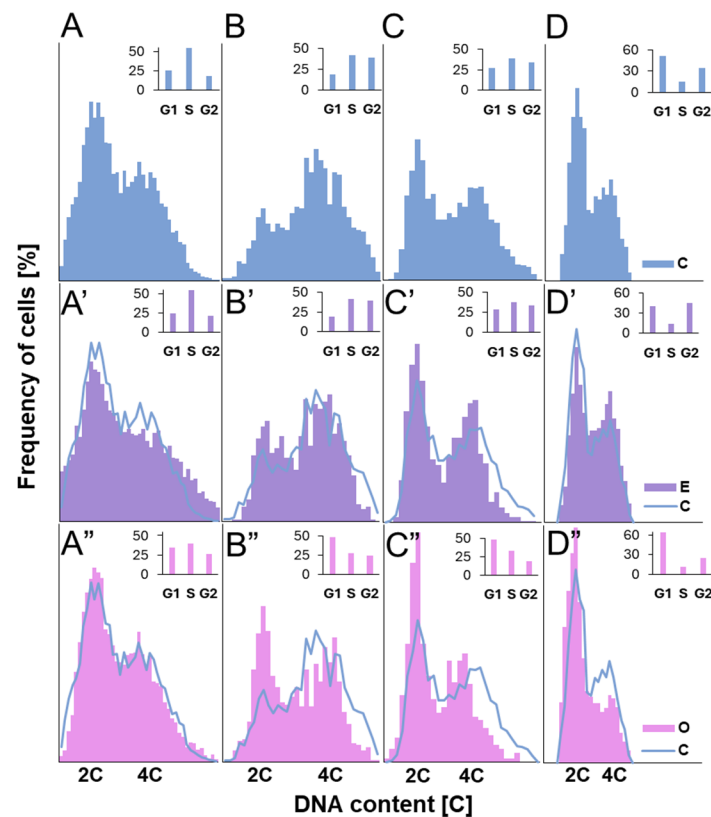 A B C D
50 50 50 60
25 25 25 30
0 0 0 0
G1 S G2 G1 S G2 G1 S G2 G1 S G2
C
A’ B’ C’ D’
50 50 50 60
25 25 25 30
0 0 0 0
G1 S G2 G1 S G2 G1 S G2 G1 S G2
E
C
A” B” C” D”
50 50 50 60
25 25 25 30
0 0 0 0
G1 S G2 G1 S G2 G1 S G2 G1 S G2
O
C
2C 4C 2C 4C 2C 4C 2C 4C
DNA content [C]
Frequency of cells [%]